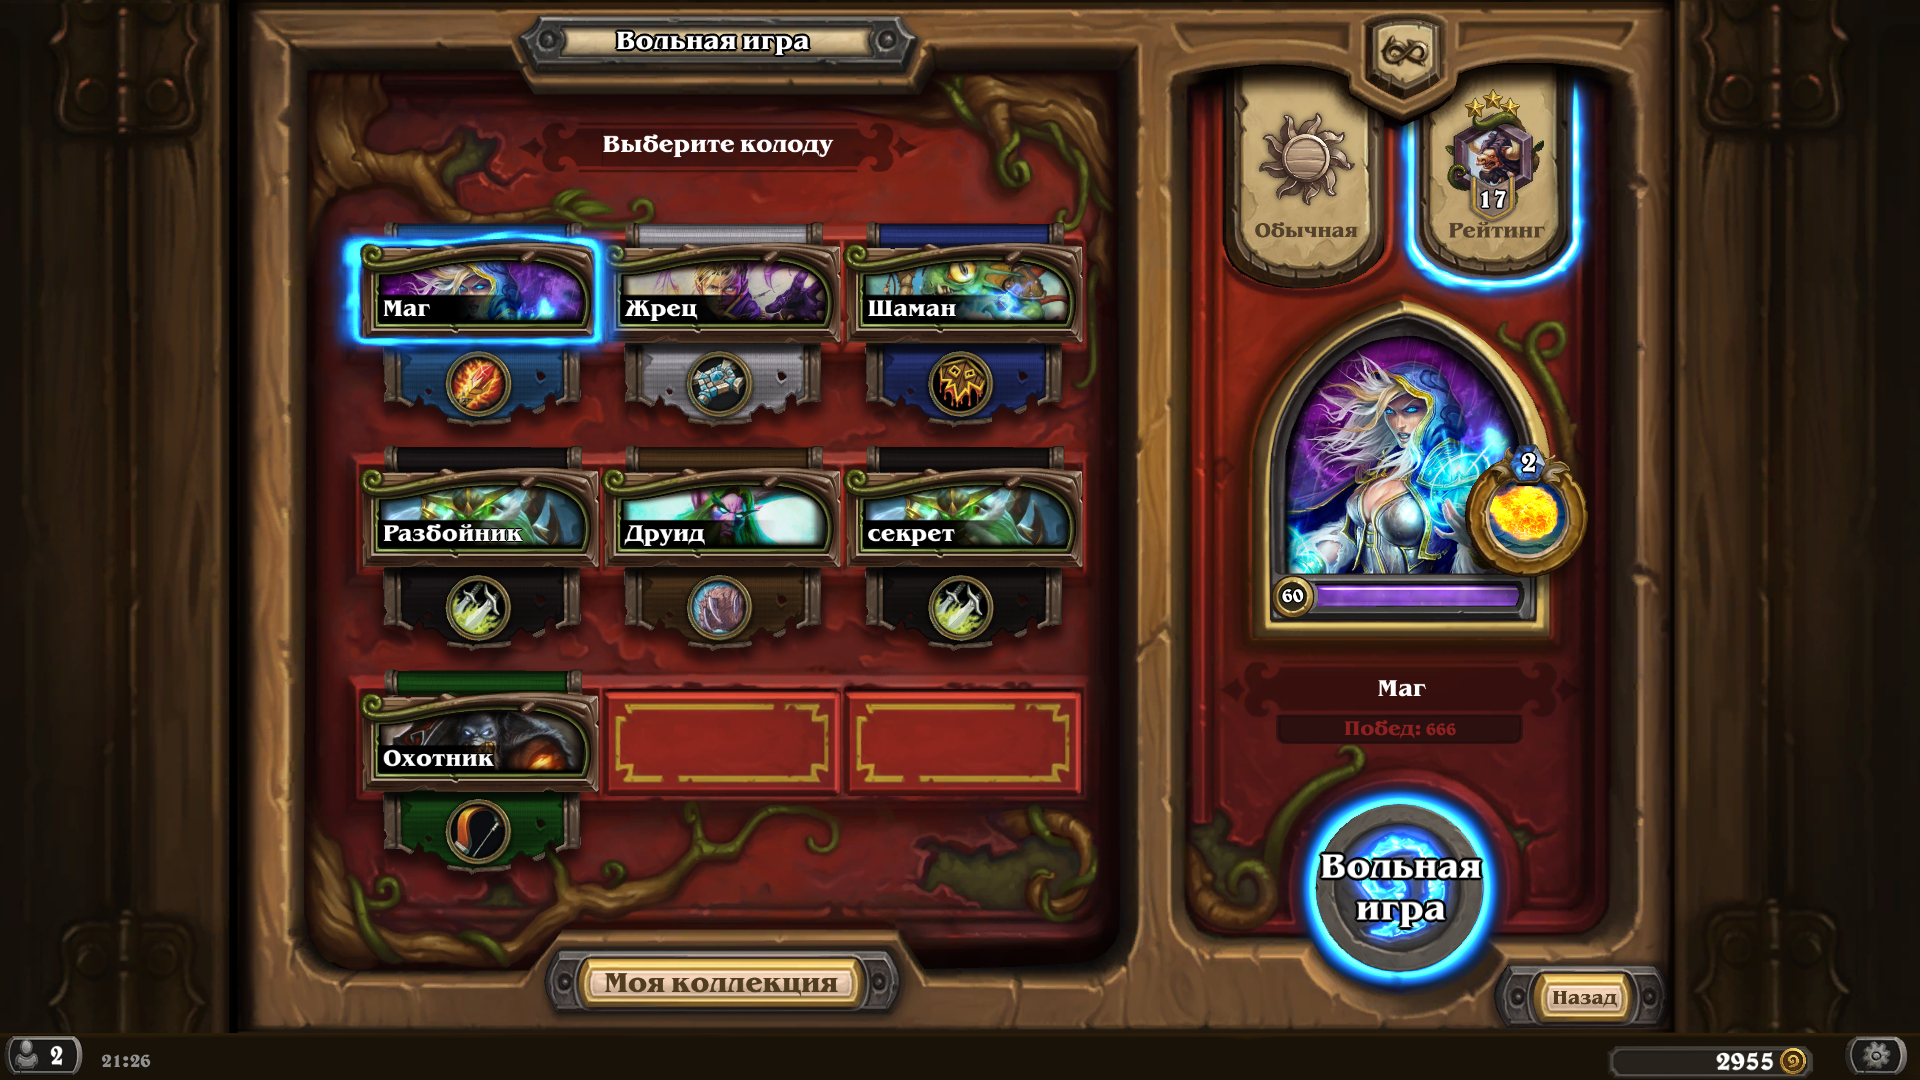 Вольная игра
Выберите колоду
Маг
Жрец
Шаман
Разбойник
Друид
секрет
Охотник
Моя коллекция
Обычная
17
Рейтинг
2
60
Маг
Побед: 666
Вольная
игра
Назад
2
21:26
2955